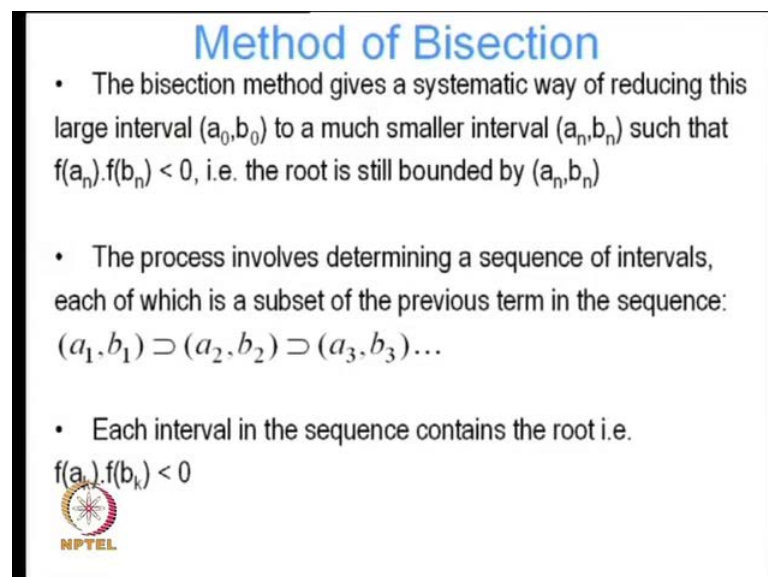 Method of Bisection
• The bisection method gives a systematic way of reducing this
large interval (a₀,b₀) to a much smaller interval (aₙ,bₙ) such that
f(aₙ).f(bₙ) < 0, i.e. the root is still bounded by (aₙ,bₙ)
• The process involves determining a sequence of intervals,
each of which is a subset of the previous term in the sequence:
(a₁,b₁) ⊃ (a₂,b₂) ⊃ (a₃,b₃)...
• Each interval in the sequence contains the root i.e.
f(aₖ).f(bₖ) < 0
NPTEL